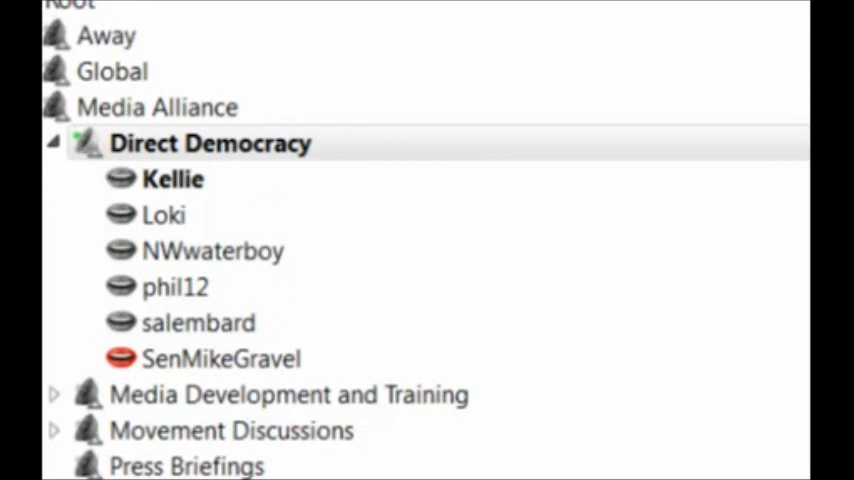 Root
Away
Global
Media Alliance
Direct Democracy
Kellie
Loki
NWwaterboy
phil12
salembard
SenMikeGravel
Media Development and Training
Movement Discussions
Press Briefings